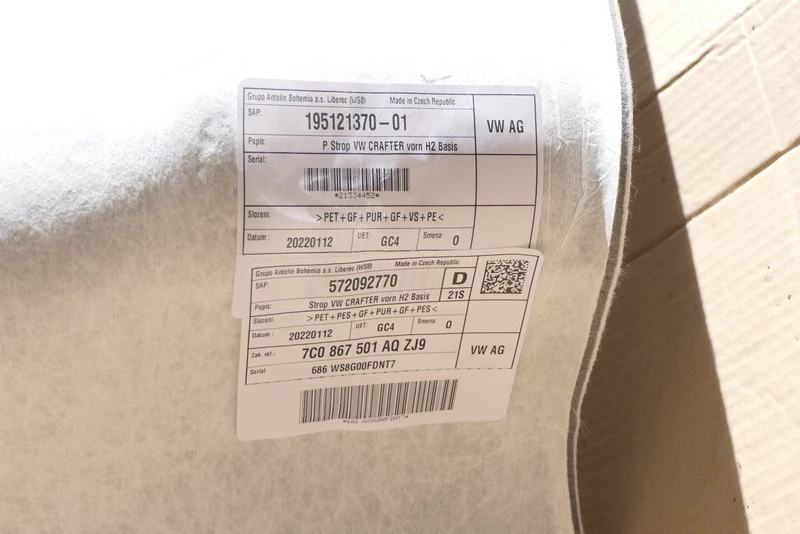 Grupo Antolin Bohemia a.s. Liberec (WS8) Made in Czech Republic
SAP: 195121370-01
VW AG
Popis: P Strop VW CRAFTER vorn H2 Basis
Serial:
*21334452*
Slozeni: >PET+GF+PUR+GF+VS+PE<
Datum: 20220112 UET: GC4 Smena: 0
Grupo Antolin Bohemia a.s. Liberec (WS8) Made in Czech Republic
SAP: 572092770 D
Popis: Strop VW CRAFTER vorn H2 Basis 21S
Slozeni: >PET+PES+GF+PUR+GF+PES<
Datum: 20220112 UET: GC4 Smena: 0
Zak. ref.: 7C0 867 501 AQ ZJ9 VW AG
Serial: 686 WS8G00FDNT7
*686 WS8G00FDNT7*